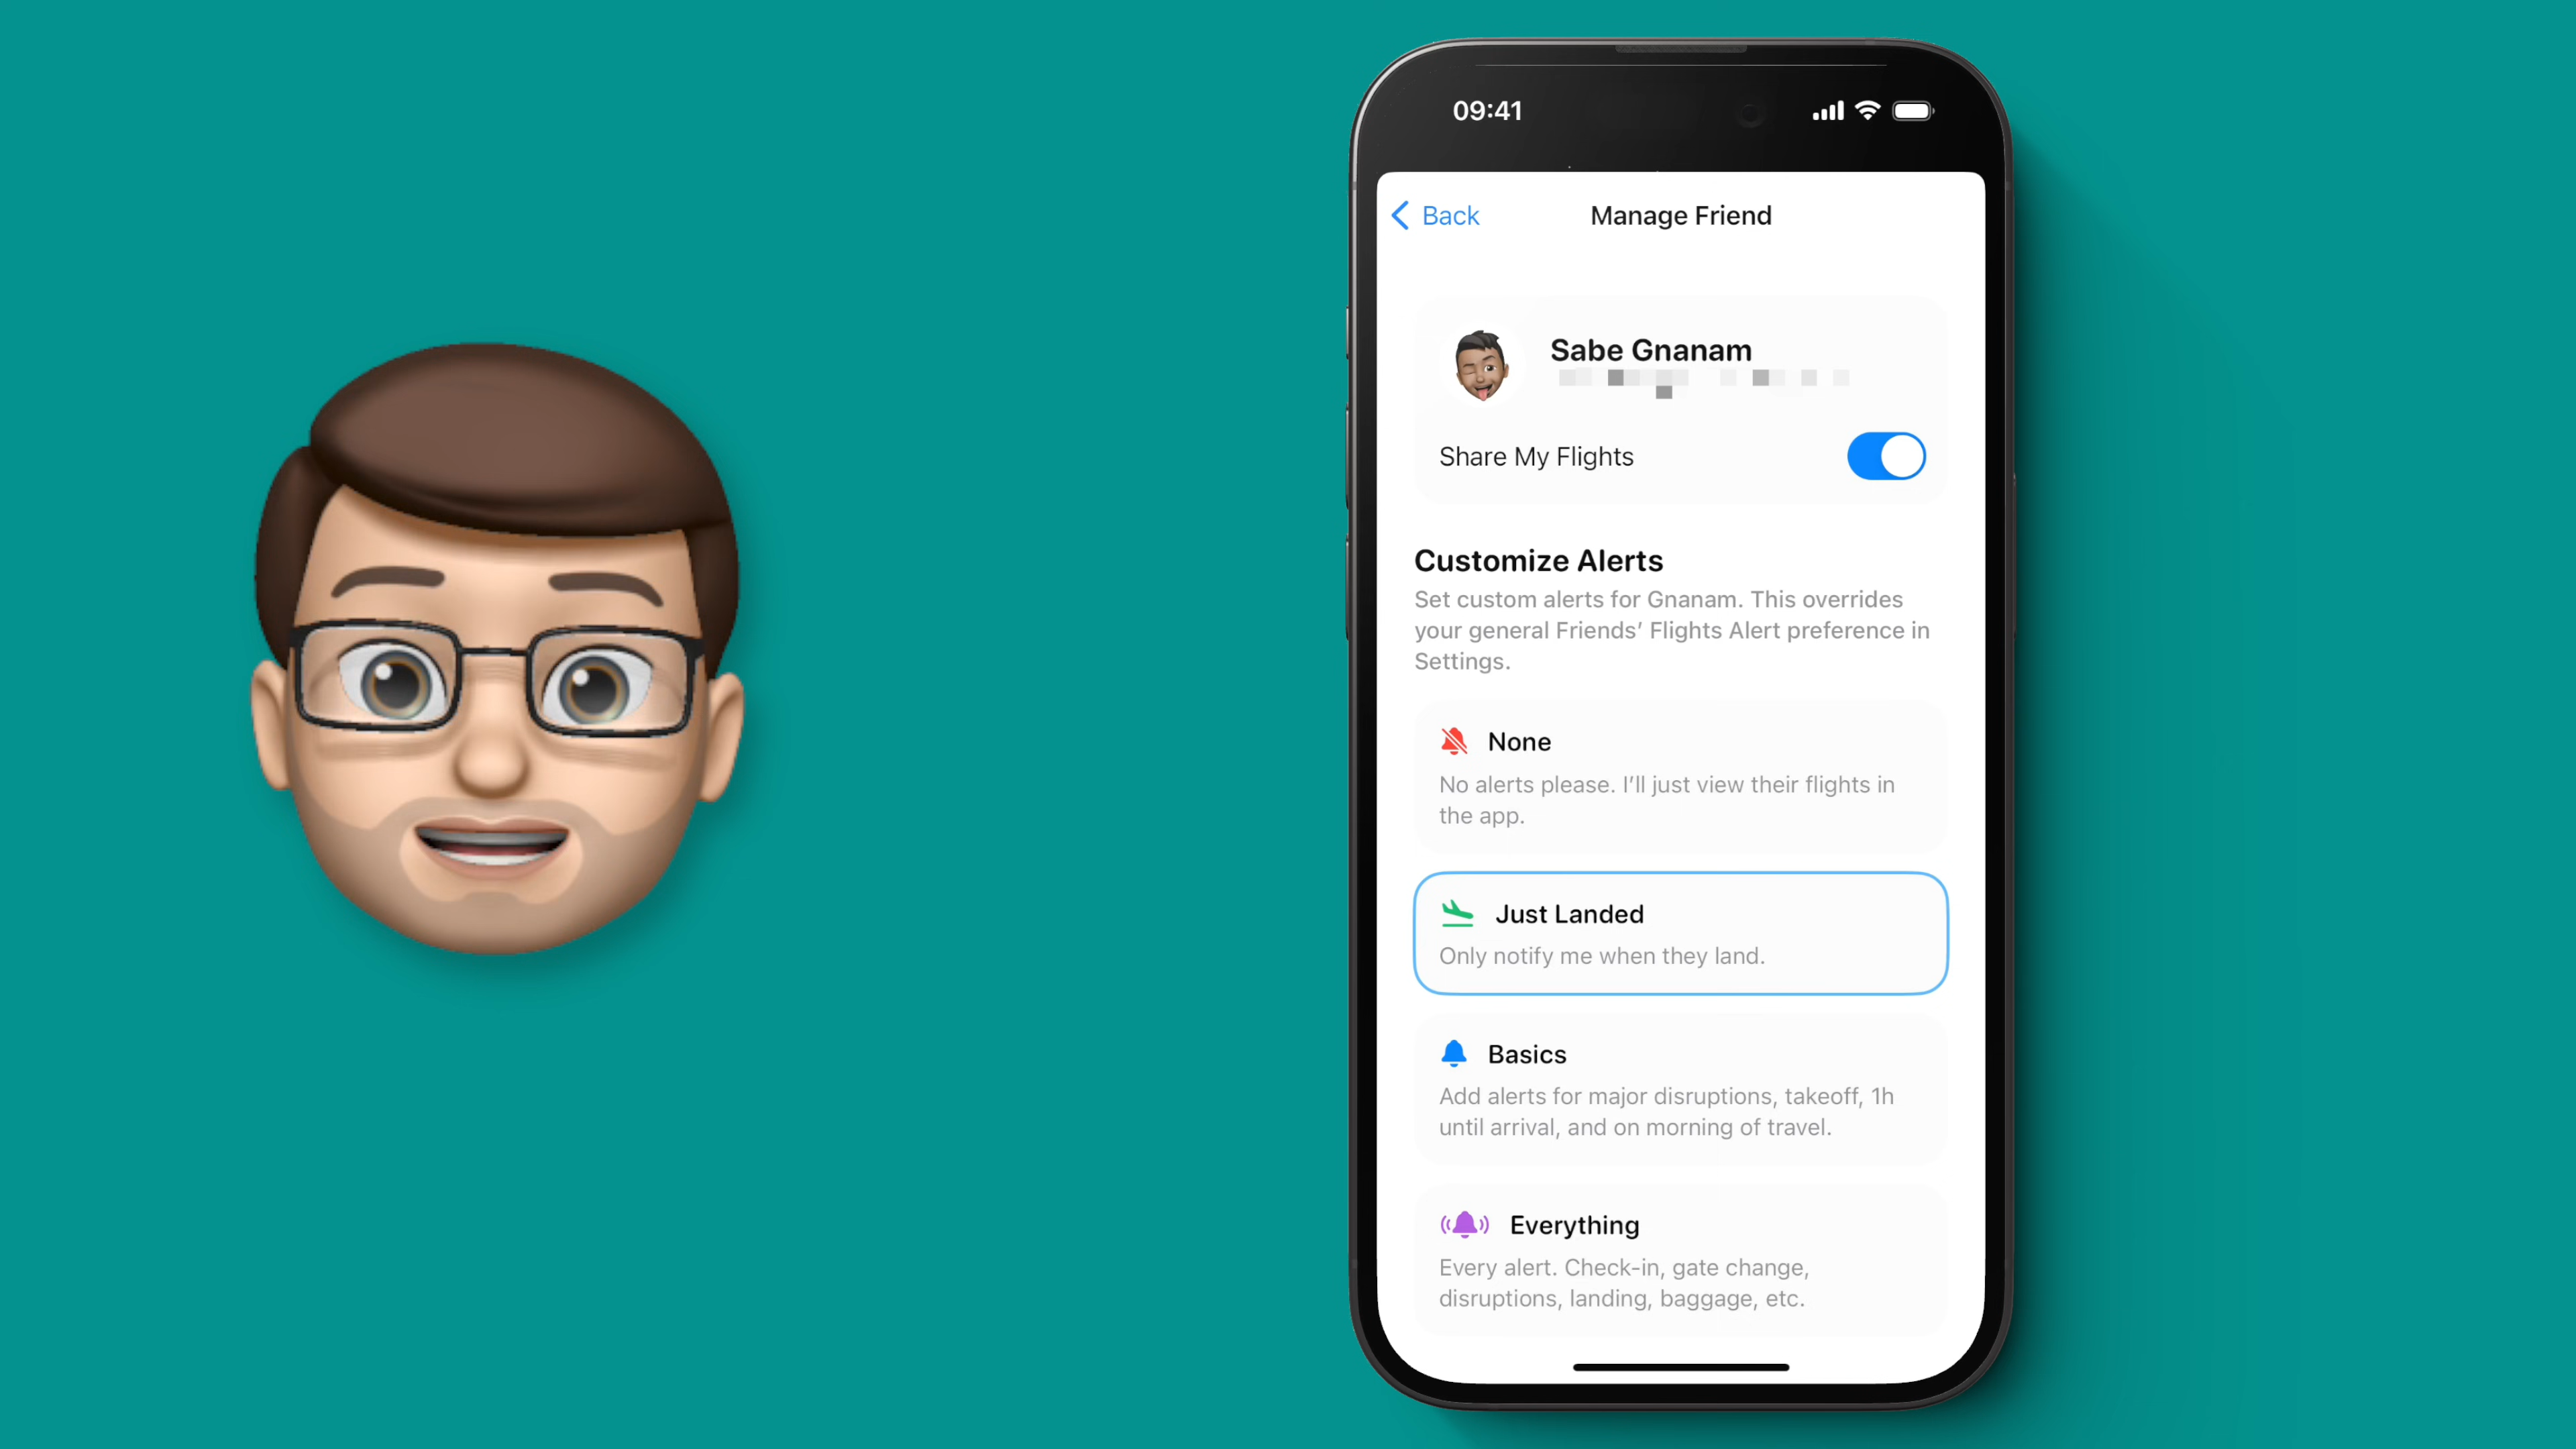 09:41
Back
Manage Friend
Sabe Gnanam
Share My Flights
Customize Alerts
Set custom alerts for Gnanam. This overrides
your general Friends’ Flights Alert preference in
Settings.
None
No alerts please. I’ll just view their flights in
the app.
Just Landed
Only notify me when they land.
Basics
Add alerts for major disruptions, takeoff, 1h
until arrival, and on morning of travel.
Everything
Every alert. Check-in, gate change,
disruptions, landing, baggage, etc.